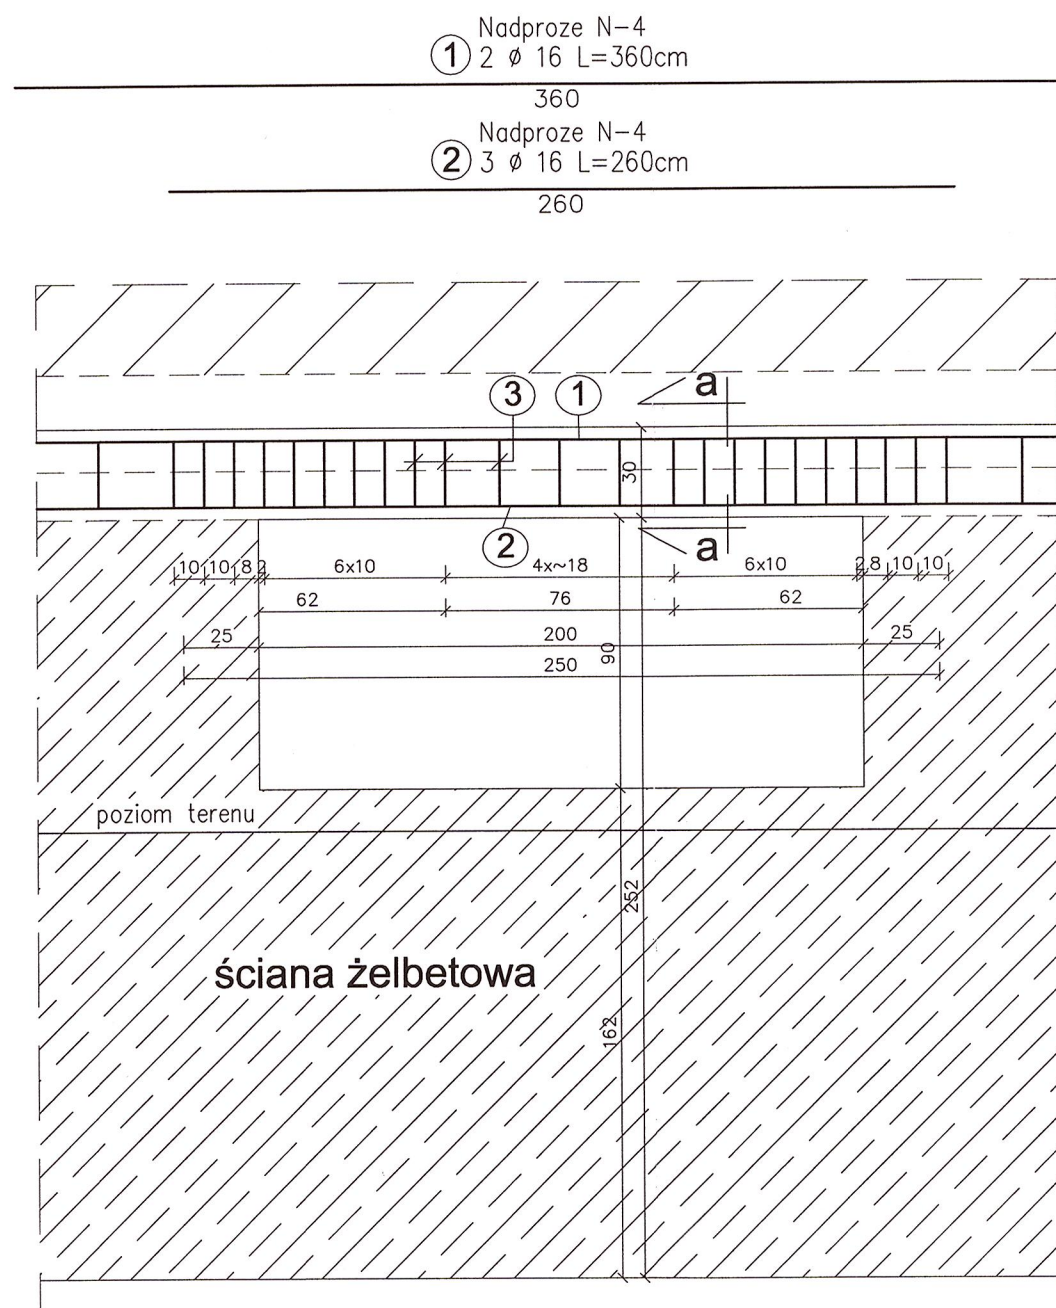 Nadproze N-4
① 2 ø 16 L=360cm
360
Nadproze N-4
② 3 ø 16 L=260cm
260
③ ① a
30
② a
10 10 8 2 6x10 4x~18 6x10 2 8 10 10
62 76 62
25 200 25
90
250
poziom terenu
252
ściana żelbetowa
162